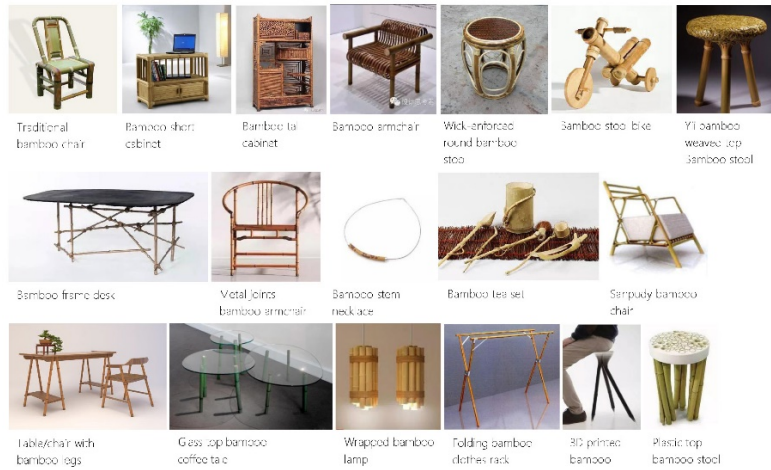 Traditional
bamboo chair
Bamboo short
cabinet
Bamboo tal
cabinet
Bamboo armchair
Wick-enforced
round bamboo
stool
Bamboo stool bike
Yii bamboo
weaved top
Bamboo stool
Bamboo frame desk
Metal joints
bamboo armchair
Bamboo stem
necklace
Bamboo tea set
Sanpudy bamboo
chair
Table/chair with
bamboo legs
Glass top bamboo
coffee tale
Wrapped bamboo
lamp
Folding bamboo
clothes rack
3D printed
bamboo
Plastic top
bamboo stool